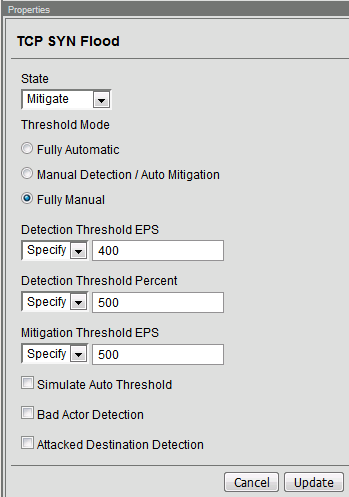 Properties
TCP SYN Flood
State
Mitigate
Threshold Mode
Fully Automatic
Manual Detection / Auto Mitigation
Fully Manual
Detection Threshold EPS
Specify 400
Detection Threshold Percent
Specify 500
Mitigation Threshold EPS
Specify 500
Simulate Auto Threshold
Bad Actor Detection
Attacked Destination Detection
Cancel Update